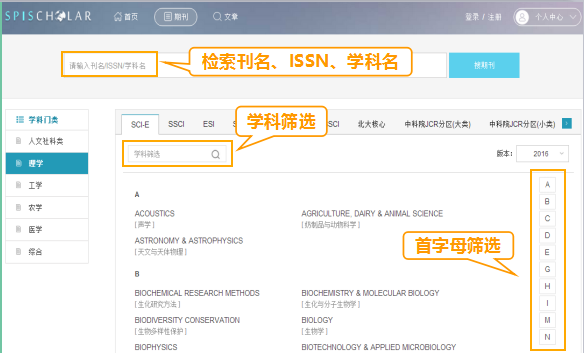 SPISCHOLAR 首页 期刊 文章 登录 / 注册 个人中心
请输入刊名/ISSN/学科名 检索刊名、ISSN、学科名 搜期刊
学科门类
人文社科类
理学
工学
农学
医学
综合
SCI-E SSCI ESI SCI 北大核心 中科院JCR分区(大类) 中科院JCR分区(小类)
学科筛选
学科筛选 版本: 2016
首字母筛选
A
ACOUSTICS AGRICULTURE, DAIRY & ANIMAL SCIENCE
[ 声学 ] [ 纺制品与动物科学 ]
ASTRONOMY & ASTROPHYSICS
[ 天文与天体物理 ]
B
BIOCHEMICAL RESEARCH METHODS BIOCHEMISTRY & MOLECULAR BIOLOGY
[ 生化研究方法 ] [ 生化与分子生物学 ]
BIODIVERSITY CONSERVATION BIOLOGY
[ 生物多样性保护 ] [ 生物学 ]
BIOPHYSICS BIOTECHNOLOGY & APPLIED MICROBIOLOGY
A
B
C
D
E
G
H
I
M
N